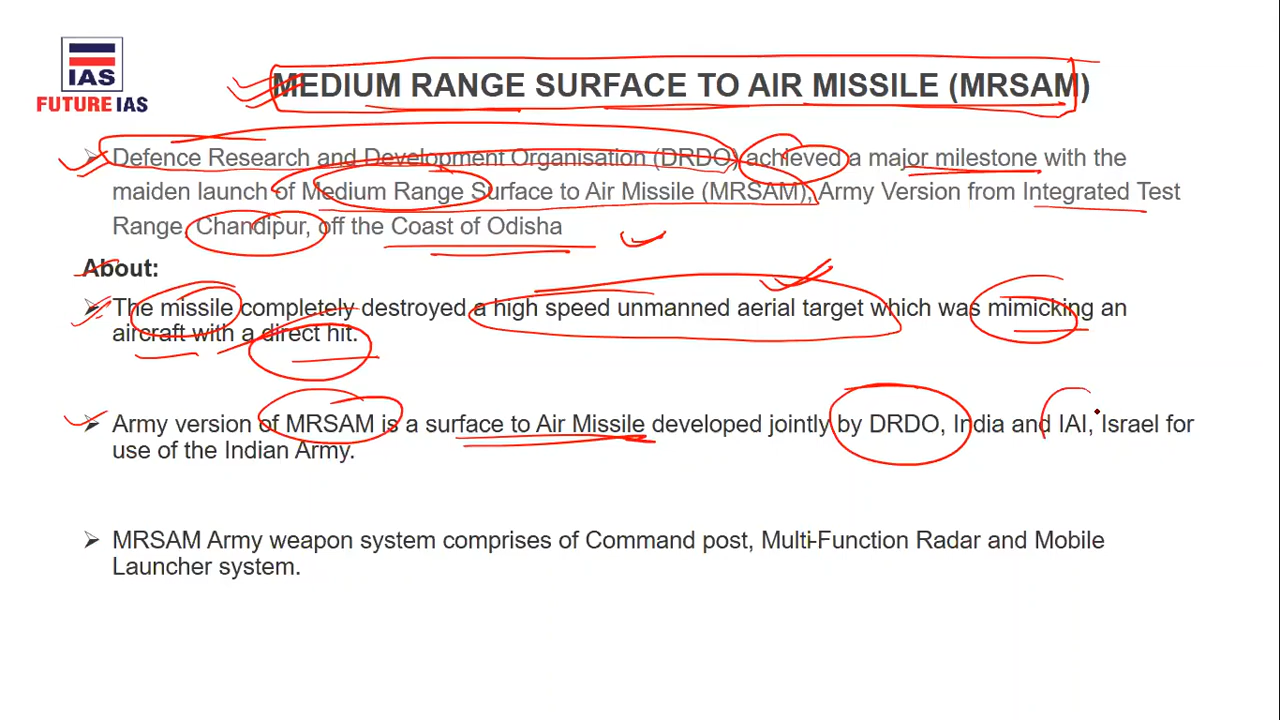 IAS
FUTURE IAS
MEDIUM RANGE SURFACE TO AIR MISSILE (MRSAM)
➢ Defence Research and Development Organisation (DRDO) achieved a major milestone with the
maiden launch of Medium Range Surface to Air Missile (MRSAM), Army Version from Integrated Test
Range, Chandipur, off the Coast of Odisha
About:
➢ The missile completely destroyed a high speed unmanned aerial target which was mimicking an
aircraft with a direct hit.
➢ Army version of MRSAM is a surface to Air Missile developed jointly by DRDO, India and IAI, Israel for
use of the Indian Army.
➢ MRSAM Army weapon system comprises of Command post, Multi-Function Radar and Mobile
Launcher system.